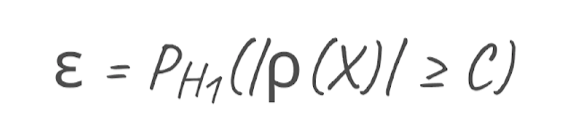 ε = P_{H1}(|ρ(X)| ≥ C)